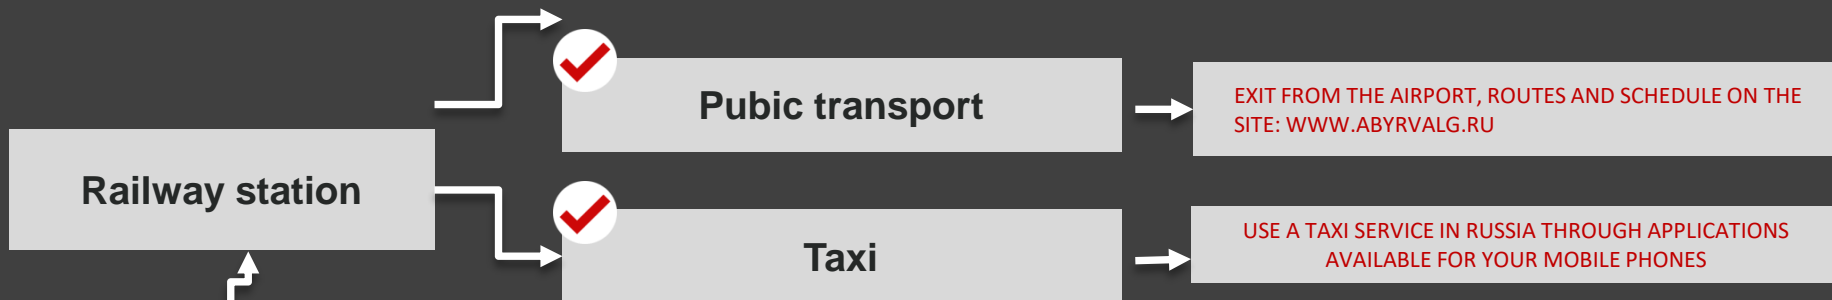 Pubic transport
EXIT FROM THE AIRPORT, ROUTES AND SCHEDULE ON THE
SITE: WWW.ABYRVALG.RU
Railway station
Taxi
USE A TAXI SERVICE IN RUSSIA THROUGH APPLICATIONS
AVAILABLE FOR YOUR MOBILE PHONES